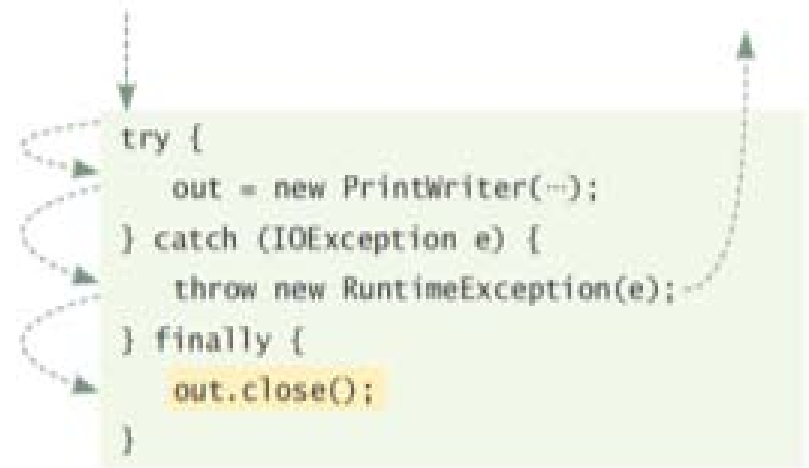 try {
out = new PrintWriter(…);
} catch (IOException e) {
throw new RuntimeException(e);
} finally {
out.close();
}